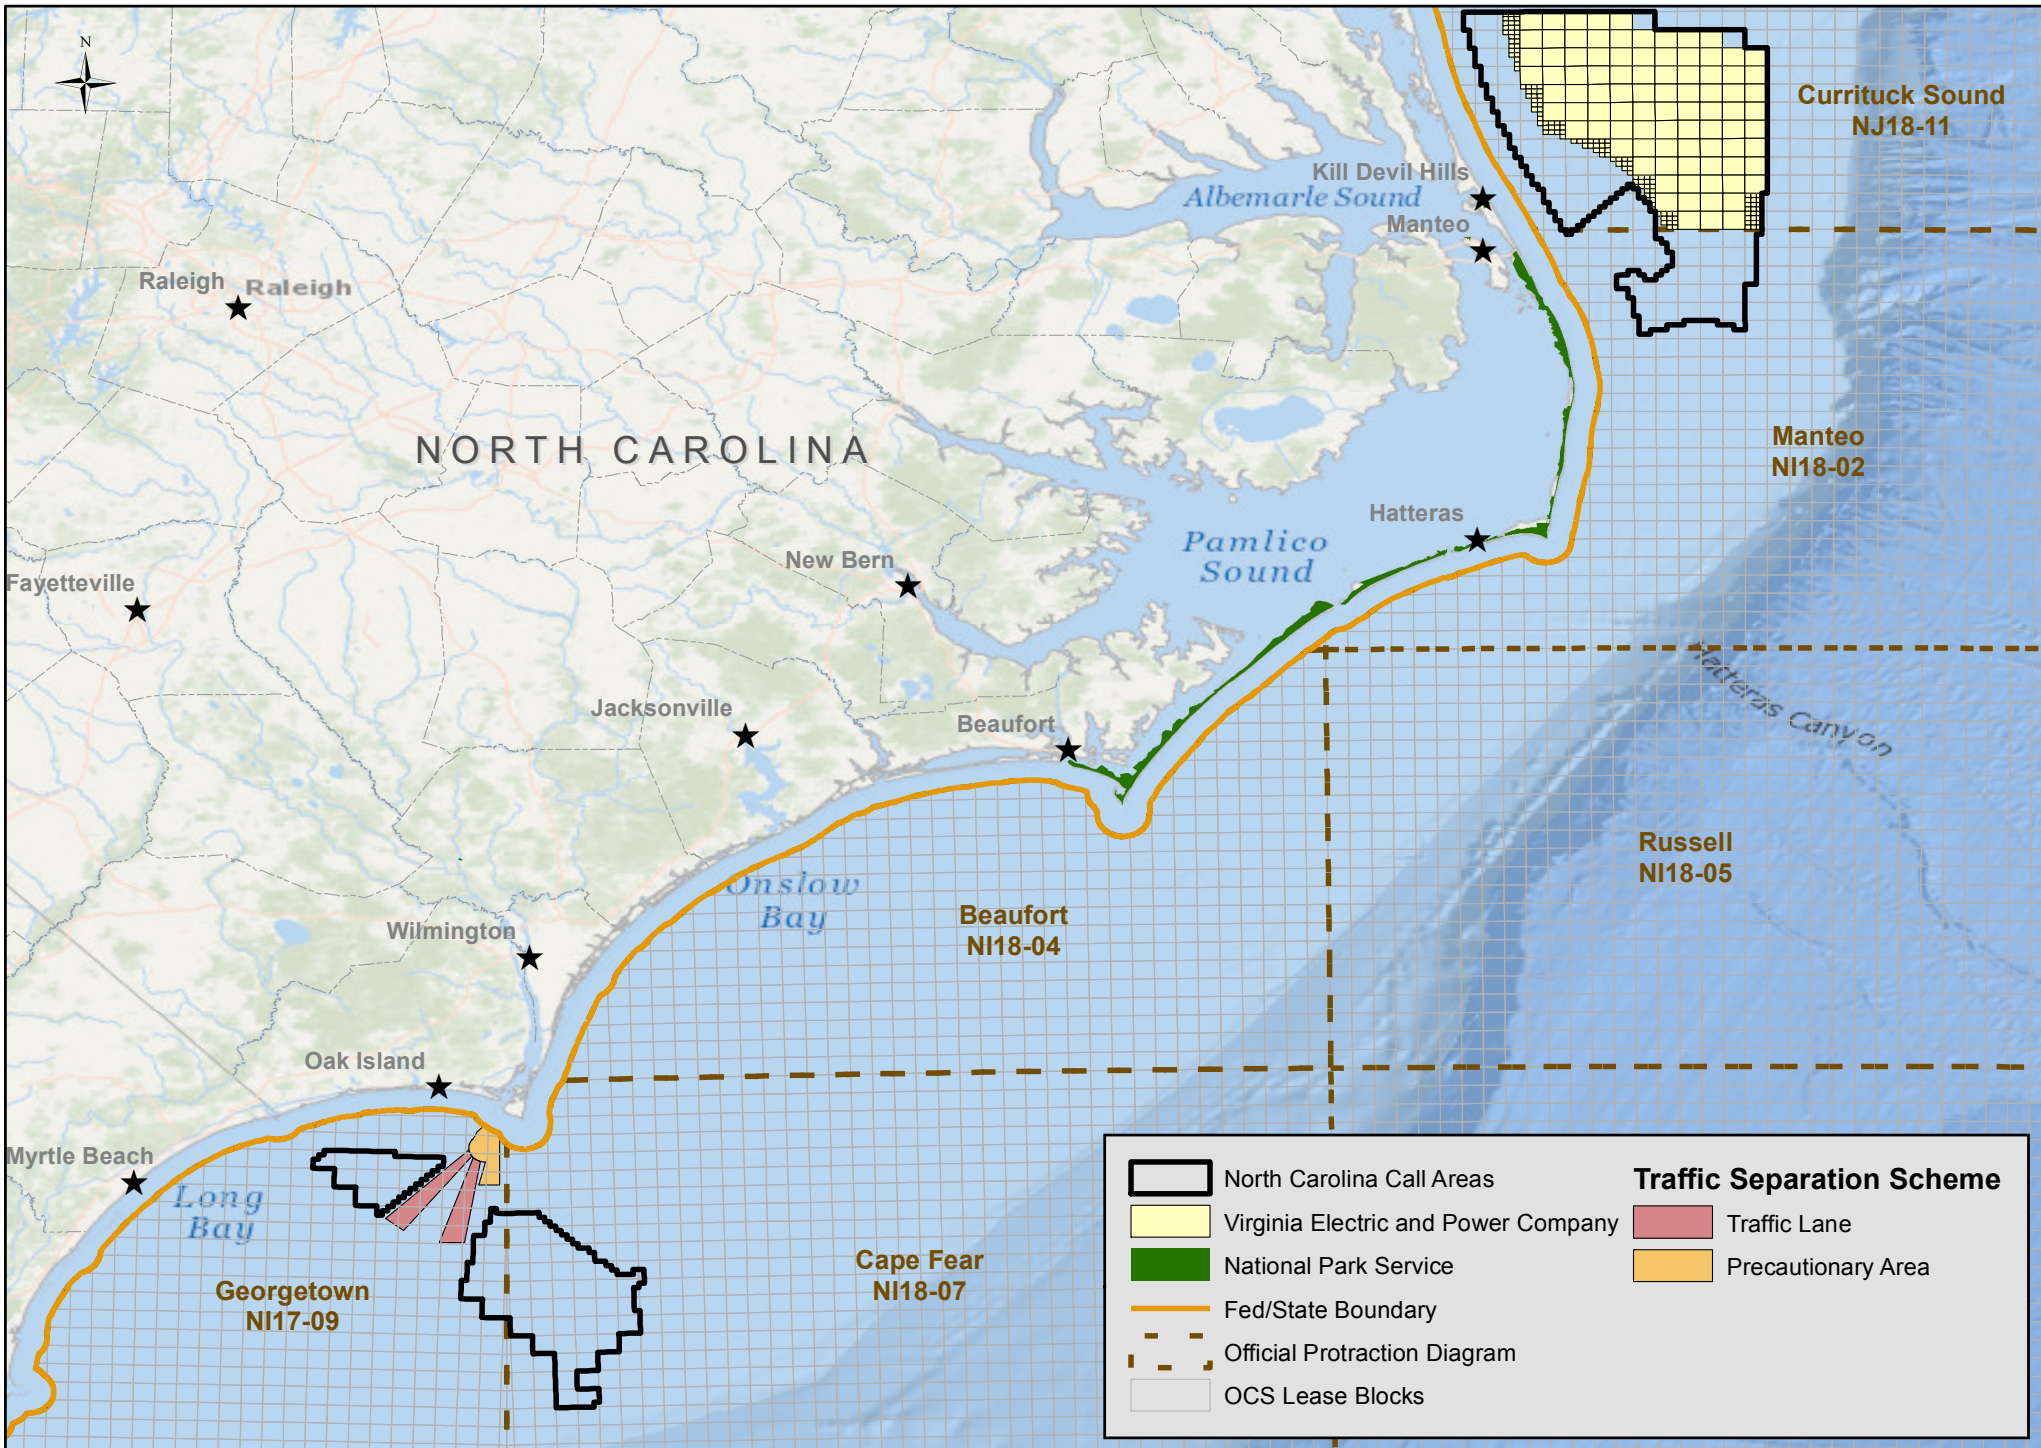 N
Currituck Sound
NJ18-11
Kill Devil Hills
Albemarle Sound
Manteo
Raleigh
Raleigh
NORTH CAROLINA
Manteo
NI18-02
Hatteras
Pamlico
Sound
New Bern
Fayetteville
Hatteras Canyon
Jacksonville
Beaufort
Russell
NI18-05
Onslow
Bay
Beaufort
NI18-04
Wilmington
Oak Island
Myrtle Beach
Long
Bay
Georgetown
NI17-09
Cape Fear
NI18-07
North Carolina Call Areas
Virginia Electric and Power Company
National Park Service
Fed/State Boundary
Official Protraction Diagram
OCS Lease Blocks
Traffic Separation Scheme
Traffic Lane
Precautionary Area